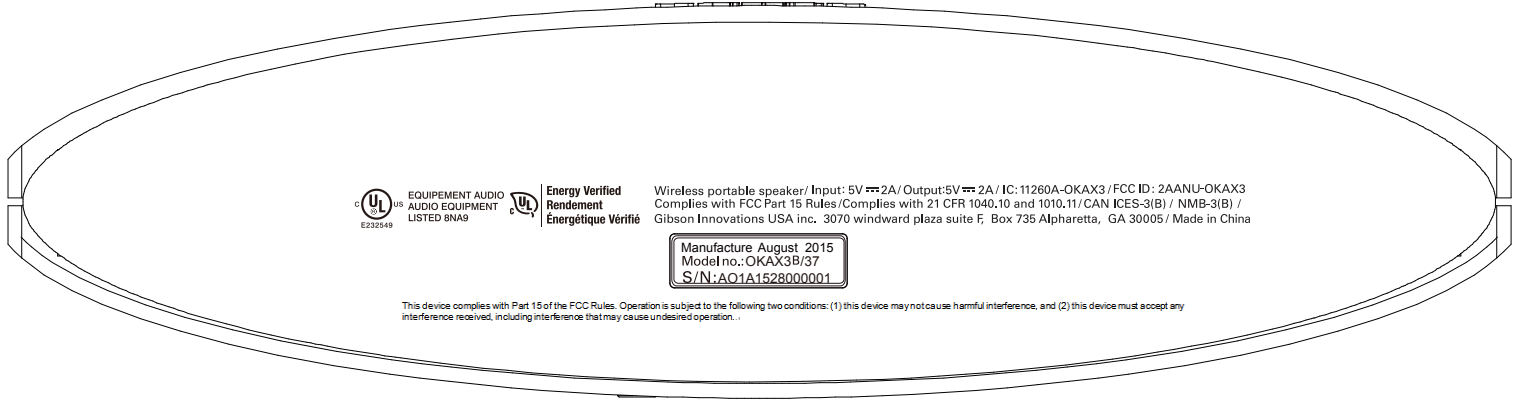 C UL US
E232549
EQUIPEMENT AUDIO
AUDIO EQUIPMENT
LISTED 8NA9
C UL
Energy Verified
Rendement
Énergétique Vérifié
Wireless portable speaker/ Input: 5V ⎓ 2A/ Output:5V ⎓ 2A / IC: 11260A-OKAX3 / FCC ID: 2AANU-OKAX3
Complies with FCC Part 15 Rules /Complies with 21 CFR 1040.10 and 1010.11/ CAN ICES-3(B) / NMB-3(B) /
Gibson Innovations USA inc. 3070 windward plaza suite F, Box 735 Alpharetta, GA 30005 / Made in China
Manufacture August 2015
Model no.: OKAX3B/37
S/N: AO1A1528000001
This device complies with Part 15 of the FCC Rules. Operation is subject to the following two conditions: (1) this device may not cause harmful interference, and (2) this device must accept any
interference received, including interference that may cause undesired operation..